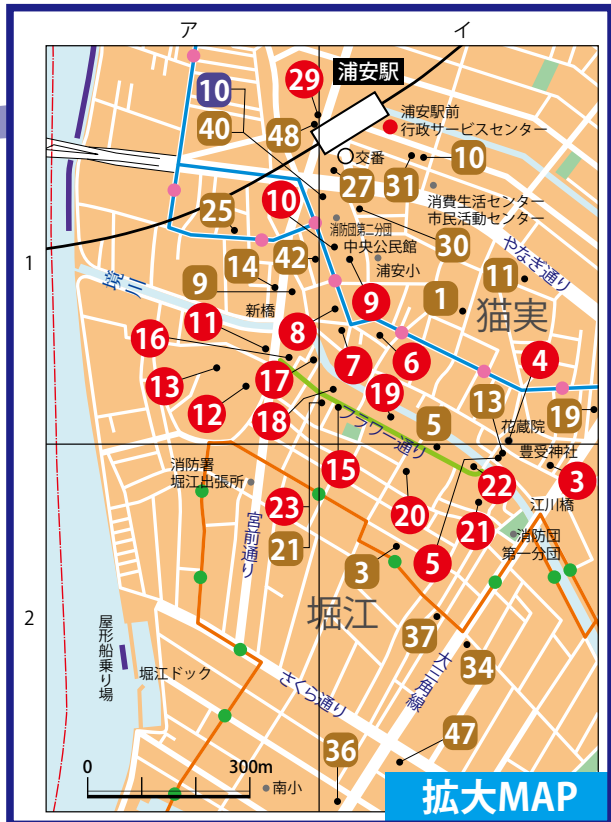 ア
イ
10
40
29
48
浦安駅
浦安駅前
行政サービスセンター
交番
27
31
10
消費生活センター
市民活動センター
25
10
消防団第二分団
中央公民館
30
やなぎ通り
1
境川
14
42
浦安小
11
9
新橋
9
1
猫実
16
11
8
7
6
4
13
17
13
12
18
19
フラワー通り
5
花蔵院
19
豊受神社
消防署
堀江出張所
15
22
3
23
宮前通り
20
21
江川橋
21
3
5
消防団
第一分団
2
堀江
37
屋形船乗り場
堀江ドック
さくら通り
大三角線
34
0
300m
36
47
南小
拡大MAP